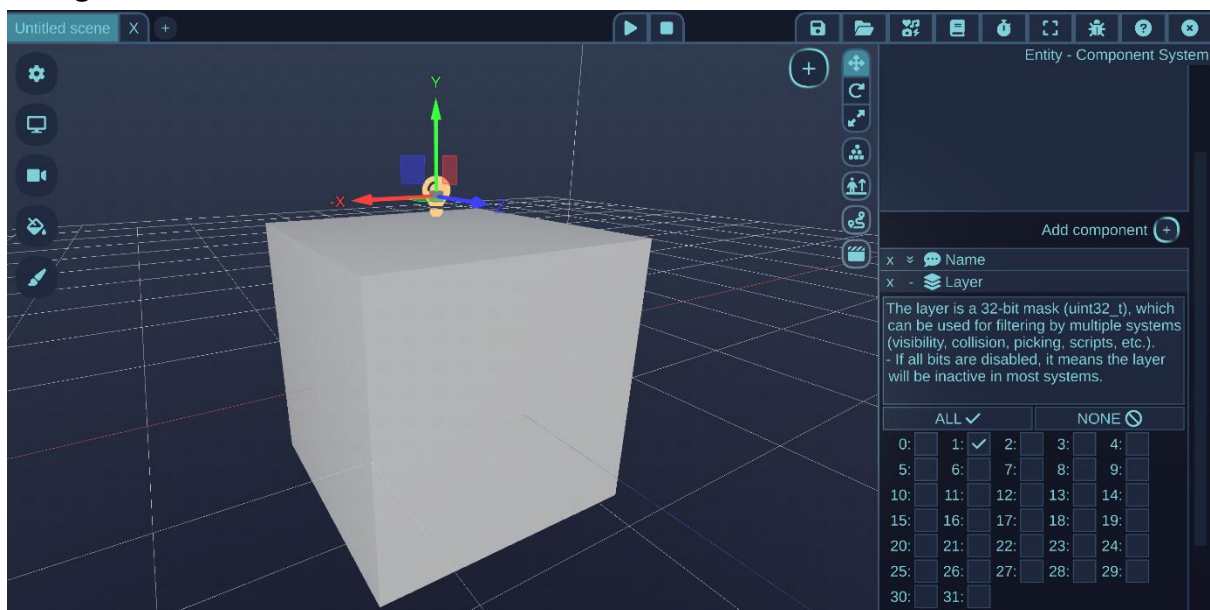 Untitled scene X +
Entity - Component System
+
Y
-X
Z
Add component +
x Name
x - Layer
The layer is a 32-bit mask (uint32_t), which
can be used for filtering by multiple systems
(visibility, collision, picking, scripts, etc.).
- If all bits are disabled, it means the layer
will be inactive in most systems.
ALL NONE
0: 1: 2: 3: 4:
5: 6: 7: 8: 9:
10: 11: 12: 13: 14:
15: 16: 17: 18: 19:
20: 21: 22: 23: 24:
25: 26: 27: 28: 29:
30: 31: